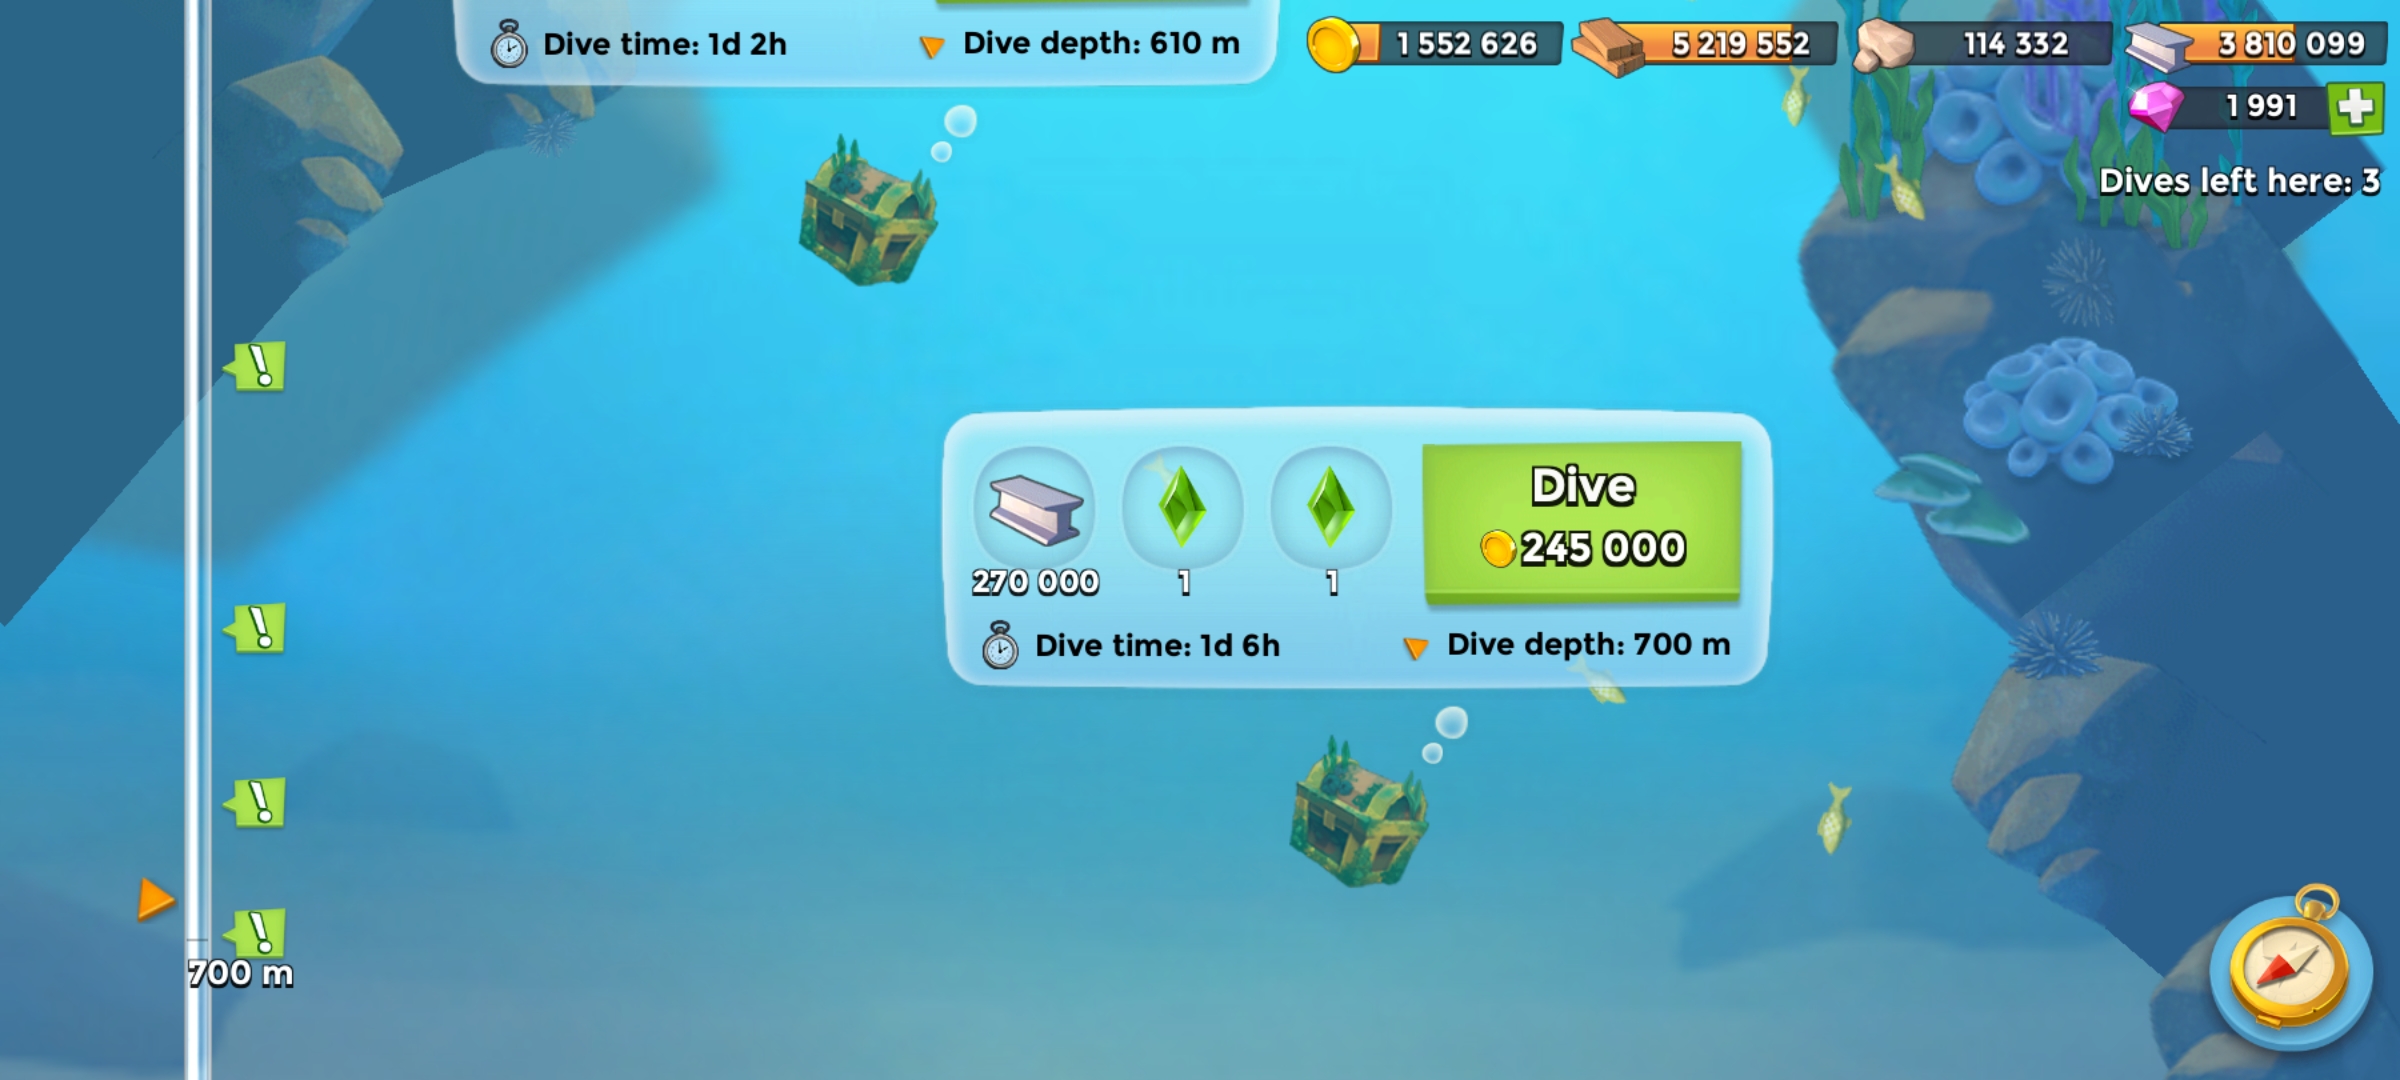 Dive time: 1d 2h
Dive depth: 610 m
1 552 626
5 219 552
114 332
3 810 099
1 991
Dives left here: 3
Dive
245 000
270 000
1
1
Dive time: 1d 6h
Dive depth: 700 m
!
!
!
!
700 m